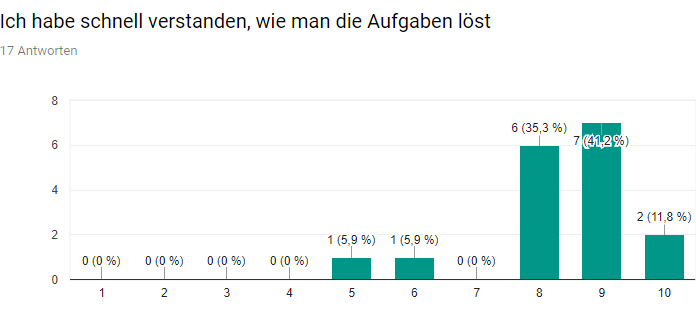 Ich habe schnell verstanden, wie man die Aufgaben löst
17 Antworten
8
6
4
2
0
0 (0 %)
0 (0 %)
0 (0 %)
0 (0 %)
1 (5,9 %)
1 (5,9 %)
0 (0 %)
6 (35,3 %)
7 (41,2 %)
2 (11,8 %)
1 2 3 4 5 6 7 8 9 10